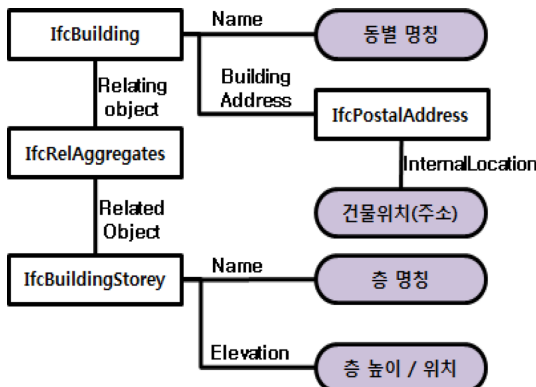 IfcBuilding
Name
동별 명칭
Building
Address
IfcPostalAddress
Relating
object
IfcRelAggregates
InternalLocation
건물위치(주소)
Related
Object
IfcBuildingStorey
Name
층 명칭
Elevation
층 높이 / 위치